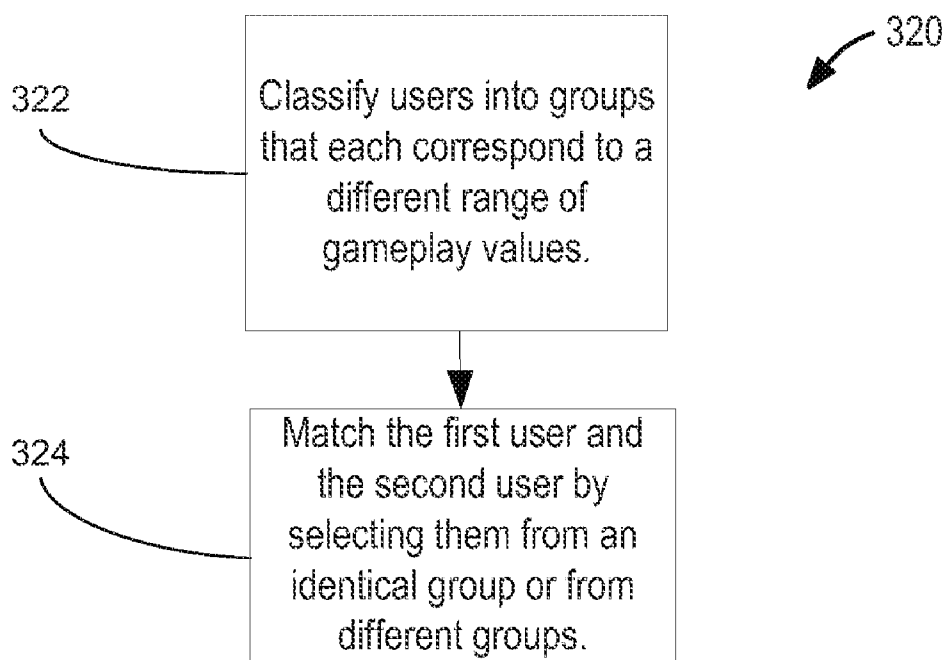 320
322
Classify users into groups
that each correspond to a
different range of
gameplay values.
324
Match the first user and
the second user by
selecting them from an
identical group or from
different groups.